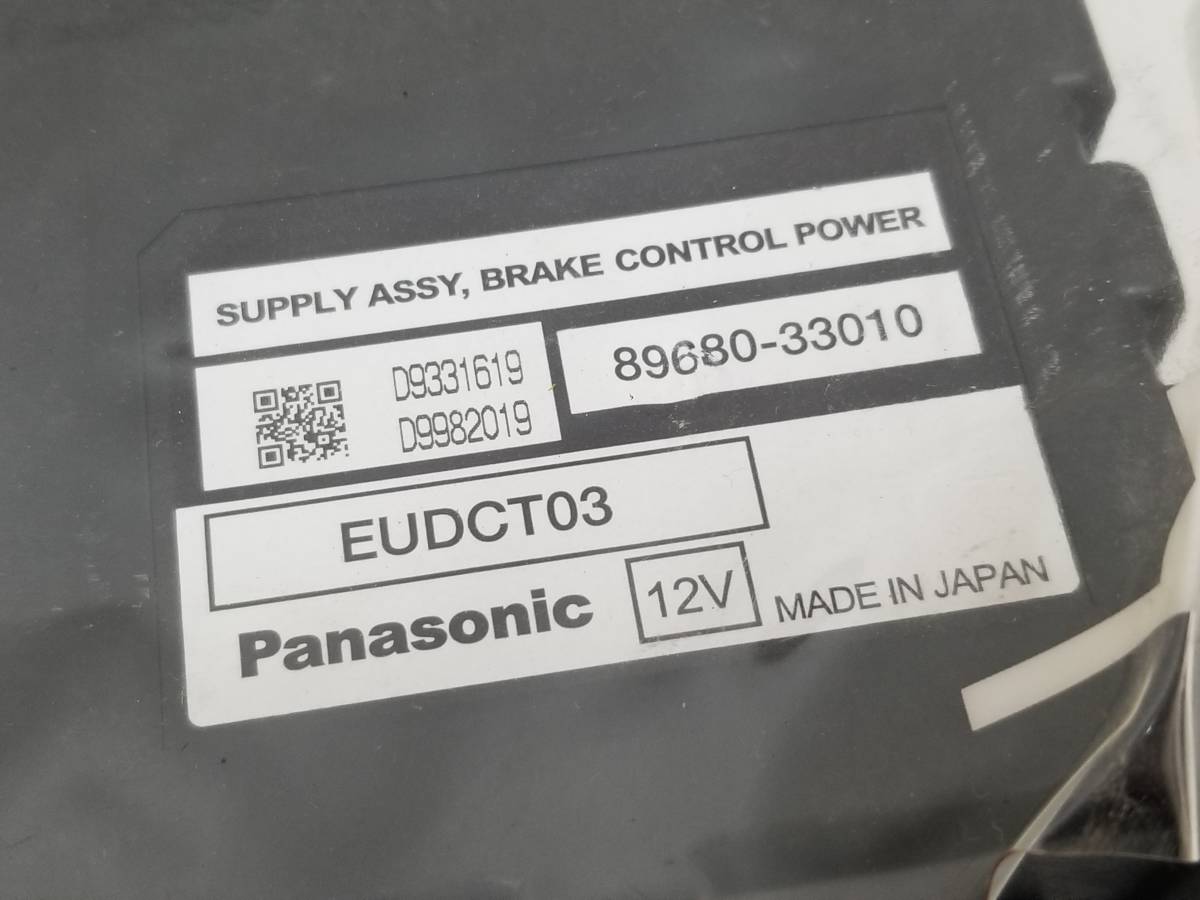 SUPPLY ASSY, BRAKE CONTROL POWER
D9331619
D9982019
89680-33010
EUDCT03
Panasonic
12V
MADE IN JAPAN